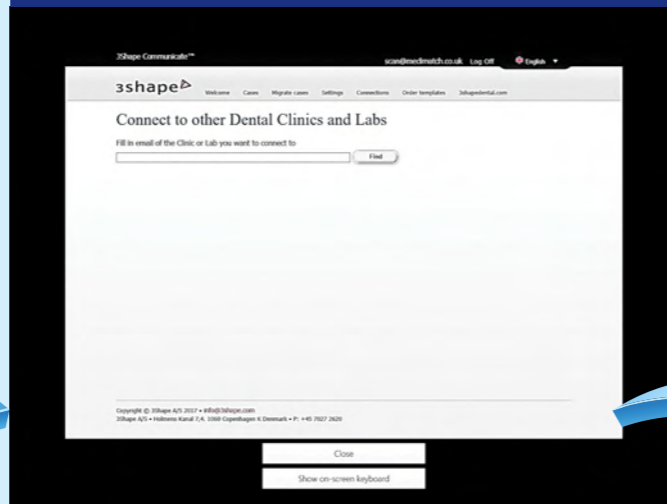 3Shape Communicate™
scan@medimatch.co.uk Log Off English
3shape
Welcome Cases Migrate cases Settings Connections Order templates 3shapedental.com
Connect to other Dental Clinics and Labs
Fill in email of the Clinic or Lab you want to connect to
Find
Copyright © 3Shape A/S 2017 • info@3shape.com
3Shape A/S • Holmens Kanal 7,4. 1060 Copenhagen K Denmark • P: +45 7027 2620
Close
Show on-screen keyboard